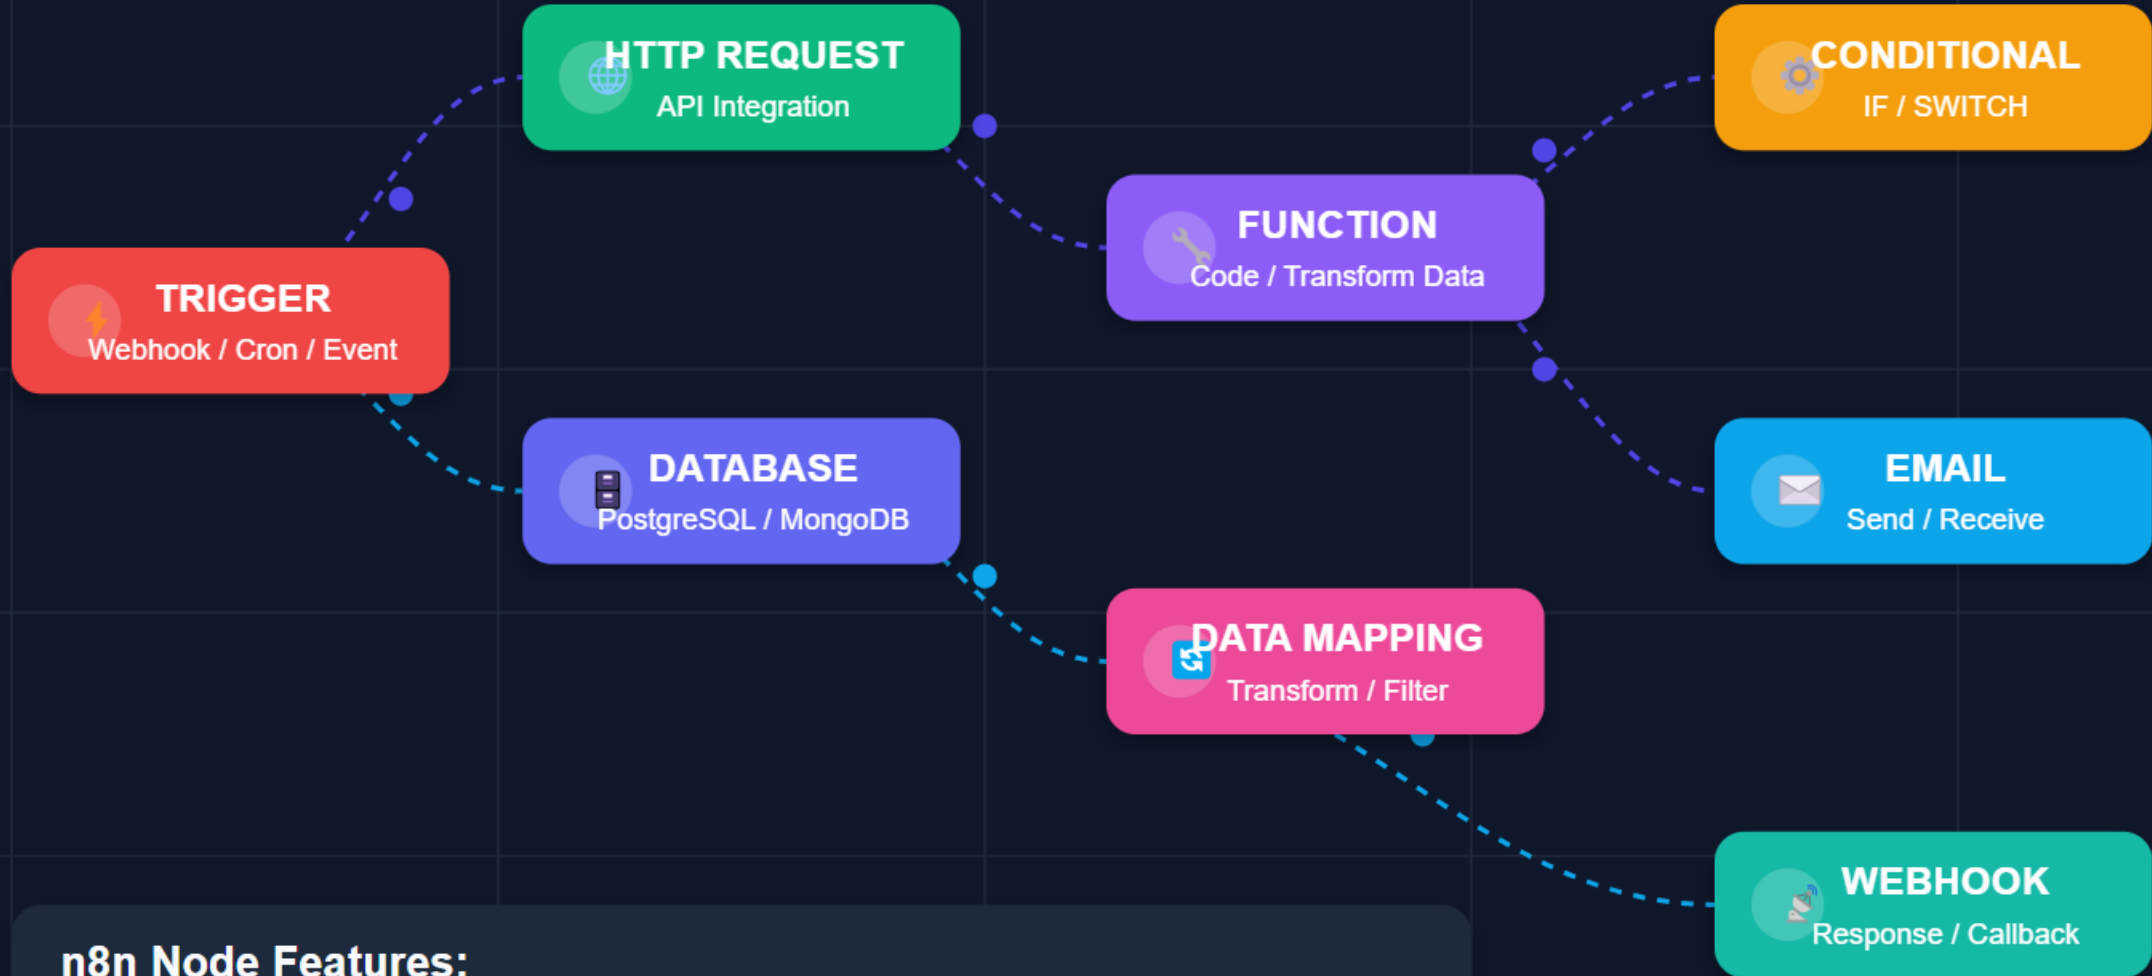 HTTP REQUEST
API Integration
CONDITIONAL
IF / SWITCH
FUNCTION
Code / Transform Data
TRIGGER
Webhook / Cron / Event
DATABASE
PostgreSQL / MongoDB
EMAIL
Send / Receive
DATA MAPPING
Transform / Filter
WEBHOOK
Response / Callback
n8n Node Features: